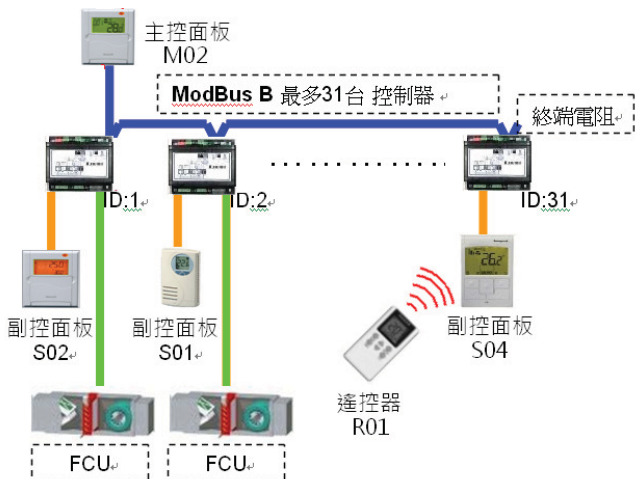 主控面板
M02
ModBus B 最多31台 控制器
終端電阻
ID:1
ID:2
ID:31
副控面板
S02
副控面板
S01
副控面板
S04
遙控器
R01
FCU
FCU